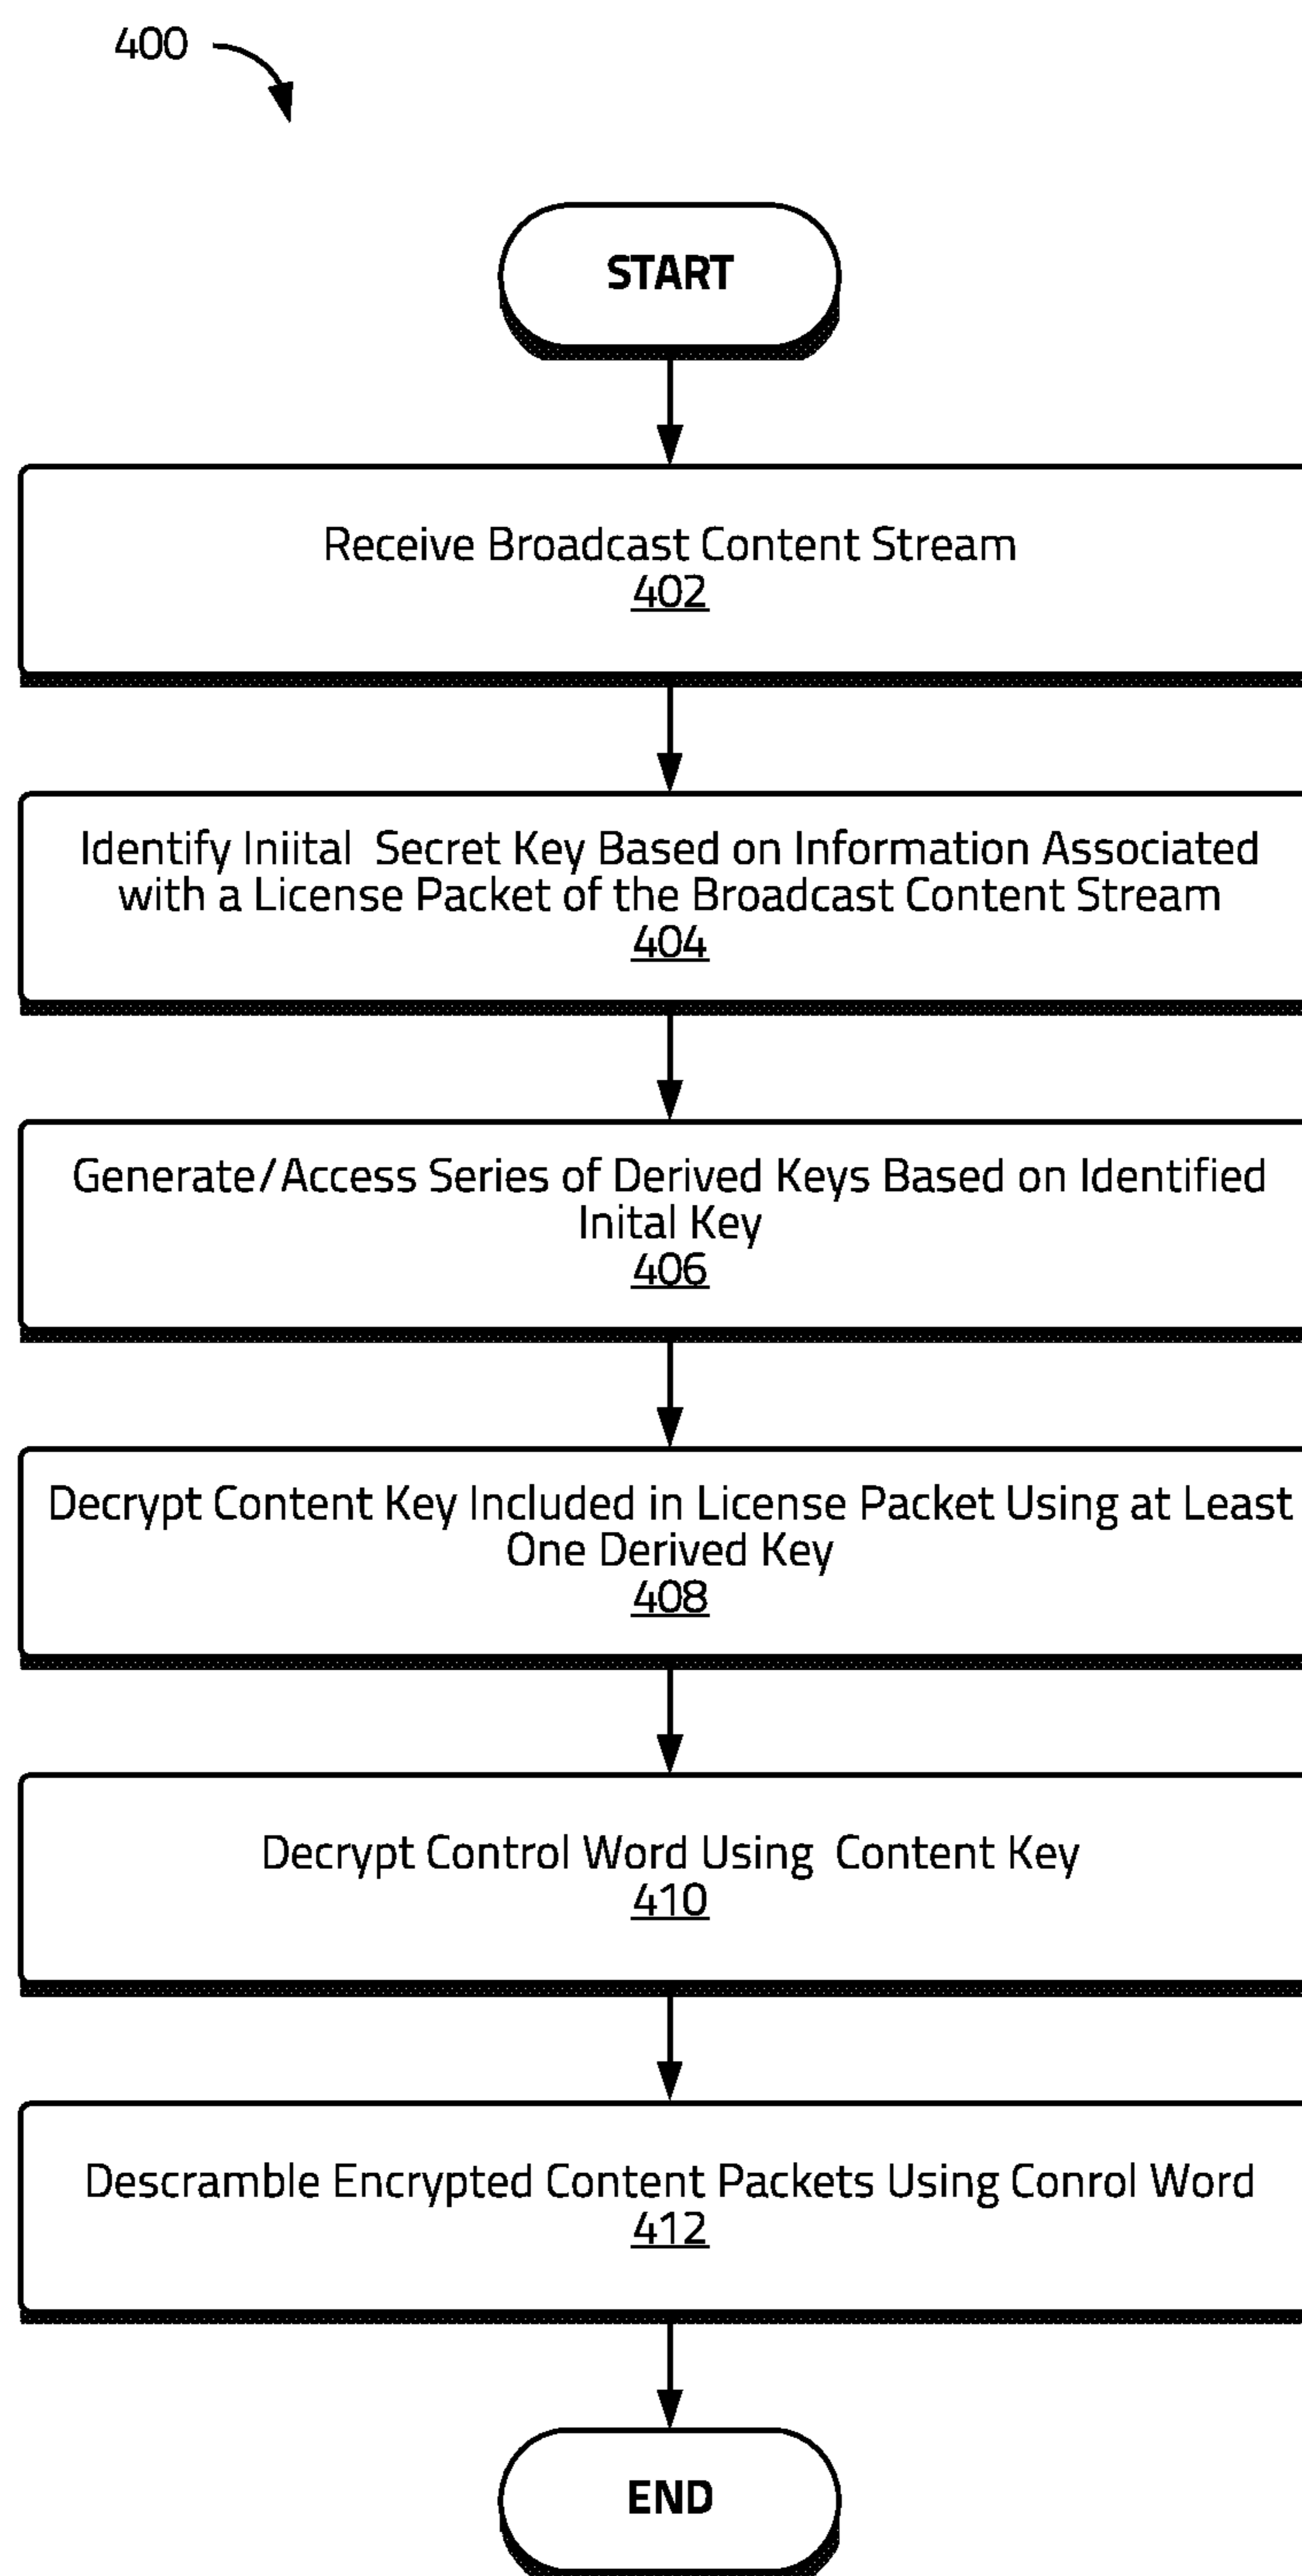 400
START
Receive Broadcast Content Stream
402
Identify Iniital  Secret Key Based on Information Associated
with a License Packet of the Broadcast Content Stream
404
Generate/Access Series of Derived Keys Based on Identified
Inital Key
406
Decrypt Content Key Included in License Packet Using at Least
One Derived Key
408
Decrypt Control Word Using  Content Key
410
Descramble Encrypted Content Packets Using Conrol Word
412
END